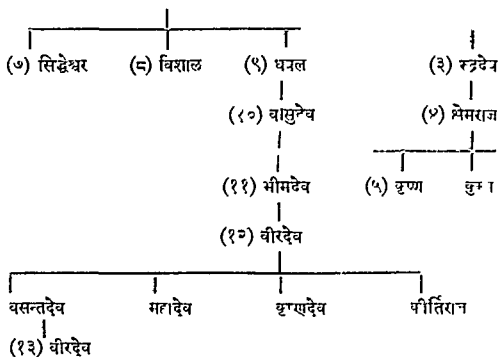 (७) सिद्धेश्वर (८) विशाल (९) धवल (३) रुद्रदेव
(१०) वासुदेव (४) क्षेमराज
(११) भीमदेव (५) कृष्ण
(१२) वीरदेव
वसन्तदेव महादेव कृष्णदेव कीर्तिराज
(१३) वीरदेव